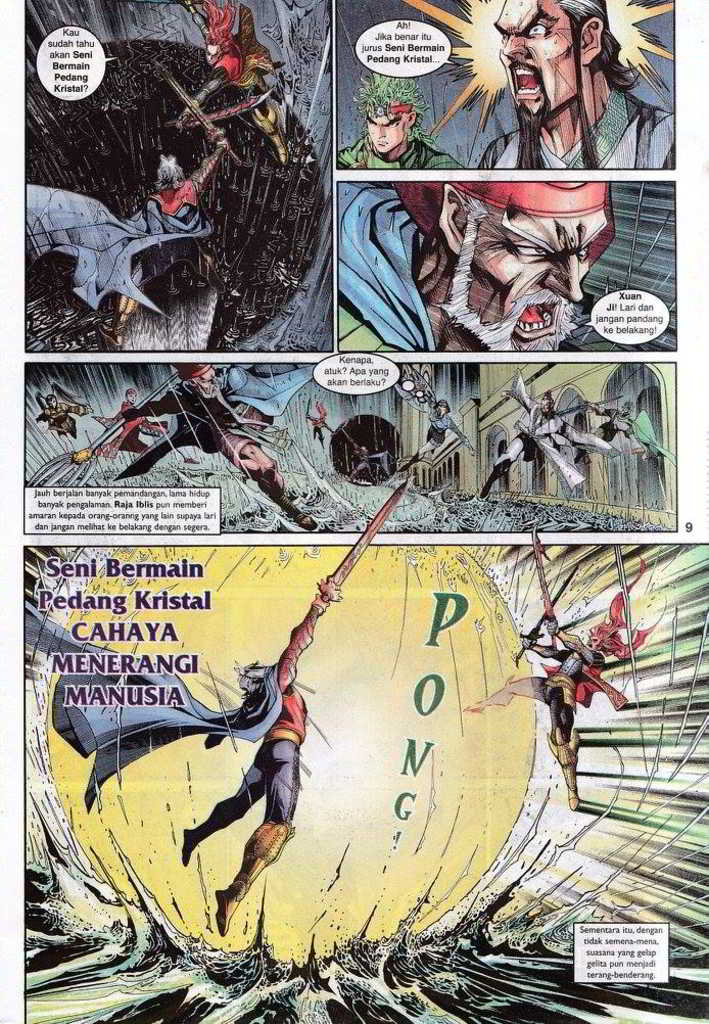 Kau
sudah tahu
akan Seni
Bermain
Pedang
Kristal?
Ah!
Jika benar itu
jurus Seni Bermain
Pedang Kristal...
Xuan
Ji! Lari dan
jangan pandang
ke belakang!
Kenapa,
atuk? Apa yang
akan berlaku?
Jauh berjalan banyak pemandangan, lama hidup
banyak pengalaman. Raja Iblis pun memberi
amaran kepada orang-oranng yang lain supaya lari
dan jangan melihat ke belakang dengan segera.
9
Seni Bermain
Pedang Kristal
CAHAYA
MENERANGI
MANUSIA
PONG!
Sementara itu, dengan
tidak semena-mena,
suasana yang gelap
gelita pun menjadi
terang-benderang.